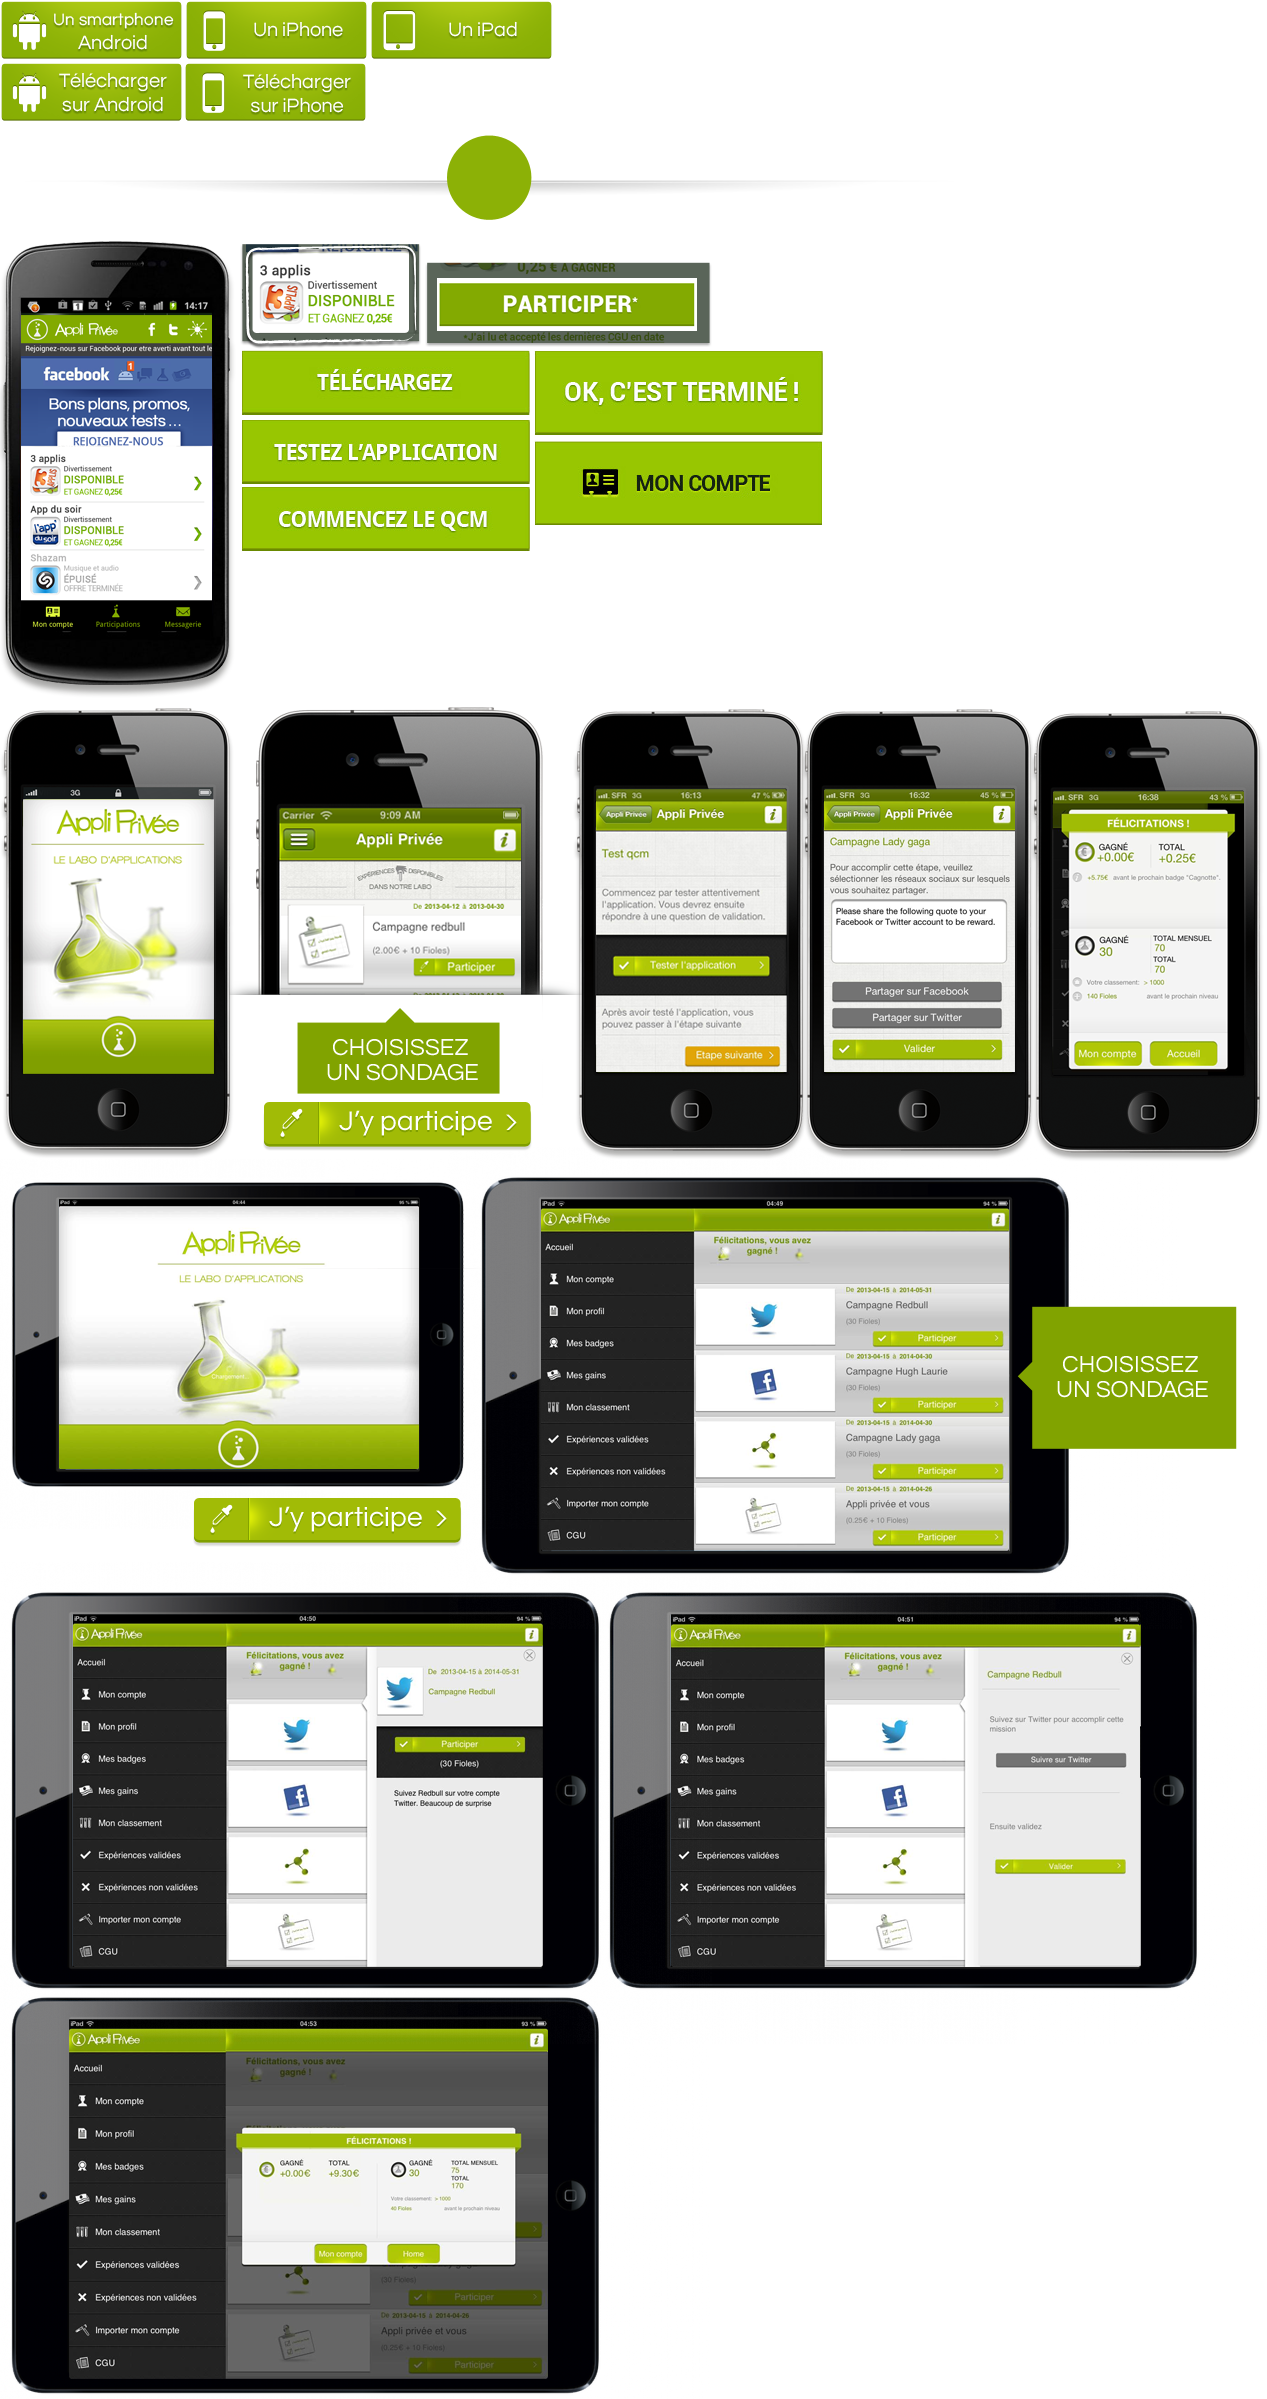 Un smartphone
Android
Un iPhone
Un iPad
Télécharger
sur Android
Télécharger
sur iPhone
14:17
Appli Privée
Rejoignez-nous sur Facebook pour etre averti avant tout le
facebook
1
Bons plans, promos,
nouveaux tests ...
REJOIGNEZ-NOUS
3 applis
Divertissement
DISPONIBLE
ET GAGNEZ 0,25€
App du soir
Divertissement
DISPONIBLE
ET GAGNEZ 0,25€
Shazam
Musique et audio
ÉPUISÉ
OFFRE TERMINÉE
Mon compte
Participations
Messagerie
3 applis
Divertissement
DISPONIBLE
ET GAGNEZ 0,25€
0,25 € A GAGNER
PARTICIPER*
*J'ai lu et accepté les dernières CGU en date
TÉLÉCHARGEZ
TESTEZ L'APPLICATION
COMMENCEZ LE QCM
OK, C'EST TERMINÉ !
MON COMPTE
3G
Appli Privée
LE LABO D'APPLICATIONS
Carrier 9:09 AM
Appli Privée
EXPÉRIENCES DISPONIBLES
DANS NOTRE LABO
De 2013-04-12 à 2013-04-30
Campagne redbull
(2.00€ + 10 Fioles)
Participer
CHOISISSEZ
UN SONDAGE
J'y participe
SFR 3G 16:13 47 %
Appli Privée Appli Privée
Test qcm
Commencez par tester attentivement
l'application. Vous devrez ensuite
répondre à une question de validation.
Tester l'application
Après avoir testé l'application, vous
pouvez passer à l'étape suivante
Etape suivante
SFR 3G 16:32 45 %
Appli Privée Appli Privée
Campagne Lady gaga
Pour accomplir cette étape, veuillez
sélectionner les réseaux sociaux sur lesquels
vous souhaitez partager.
Please share the following quote to your
Facebook or Twitter account to be reward.
Partager sur Facebook
Partager sur Twitter
Valider
SFR 3G 16:38 43 %
FÉLICITATIONS !
GAGNÉ TOTAL
+0.00€ +0.25€
+5.75€ avant le prochain badge "Cagnotte".
GAGNÉ
30
TOTAL MENSUEL
70
TOTAL
70
Votre classement: > 1000
140 Fioles avant le prochain niveau
Mon compte Accueil
iPad 04:44 95 %
Appli Privée
LE LABO D'APPLICATIONS
Chargement...
J'y participe
iPad 04:49 94 %
Appli Privée
Accueil
Mon compte
Mon profil
Mes badges
Mes gains
Mon classement
Expériences validées
Expériences non validées
Importer mon compte
CGU
Félicitations, vous avez
gagné !
De 2013-04-15 à 2014-05-31
Campagne Redbull
(30 Fioles)
Participer
De 2013-04-15 à 2014-04-30
Campagne Hugh Laurie
(30 Fioles)
Participer
De 2013-04-15 à 2014-04-30
Campagne Lady gaga
(30 Fioles)
Participer
De 2013-04-15 à 2014-04-26
Appli privée et vous
(0.25€ + 10 Fioles)
Participer
CHOISISSEZ
UN SONDAGE
iPad 04:50 94 %
Appli Privée
Accueil
Mon compte
Mon profil
Mes badges
Mes gains
Mon classement
Expériences validées
Expériences non validées
Importer mon compte
CGU
Félicitations, vous avez
gagné !
De 2013-04-15 à 2014-05-31
Campagne Redbull
Participer
(30 Fioles)
Suivez Redbull sur votre compte
Twitter. Beaucoup de surprise
iPad 04:51 94 %
Appli Privée
Accueil
Mon compte
Mon profil
Mes badges
Mes gains
Mon classement
Expériences validées
Expériences non validées
Importer mon compte
CGU
Félicitations, vous avez
gagné !
Campagne Redbull
Suivez sur Twitter pour accomplir cette
mission
Suivre sur Twitter
Ensuite validez
Valider
iPad 04:53 93 %
Appli Privée
Accueil
Mon compte
Mon profil
Mes badges
Mes gains
Mon classement
Expériences validées
Expériences non validées
Importer mon compte
CGU
Félicitations, vous avez
gagné !
FÉLICITATIONS !
GAGNÉ TOTAL
+0.00€ +9.30€
GAGNÉ
30
TOTAL MENSUEL
75
TOTAL
170
Votre classement: > 1000
40 Fioles avant le prochain niveau
Mon compte Home
(30 Fioles)
Participer
De 2013-04-15 à 2014-04-26
Appli privée et vous
(0.25€ + 10 Fioles)
Participer